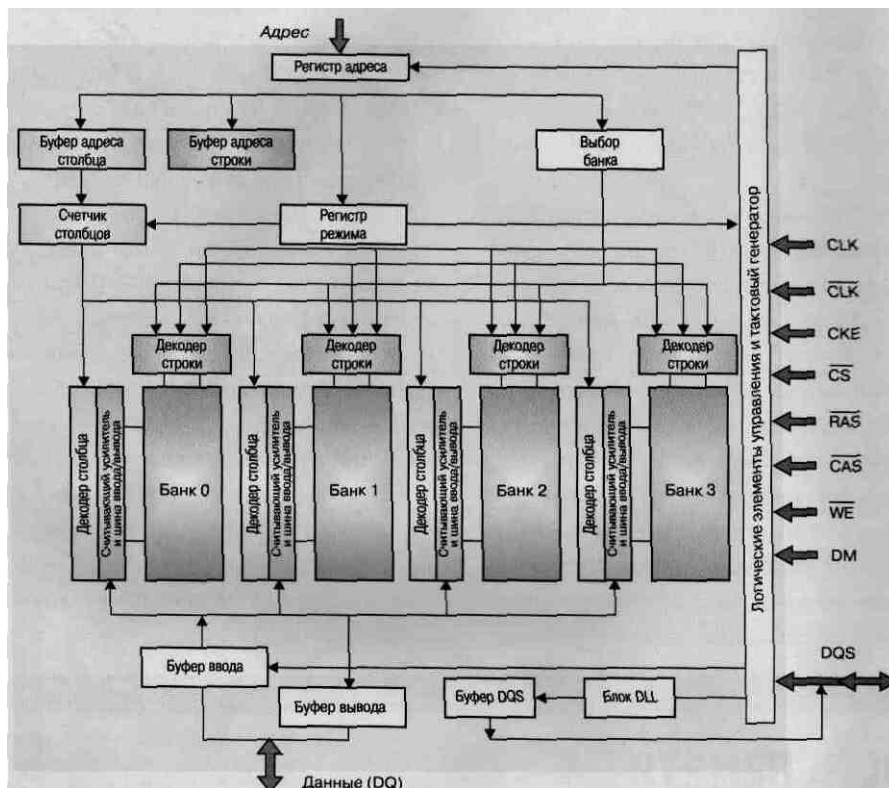 Адрес
Регистр адреса
Буфер адреса
столбца
Буфер адреса
строки
Выбор
банка
Счетчик
столбцов
Регистр
режима
Декодер
строки
Декодер
строки
Декодер
строки
Декодер
строки
Декодер столбца
Считывающий усилитель
и шина ввода/вывода
Банк 0
Декодер столбца
Считывающий усилитель
и шина ввода/вывода
Банк 1
Декодер столбца
Считывающий усилитель
и шина ввода/вывода
Банк 2
Декодер столбца
Считывающий усилитель
и шина ввода/вывода
Банк 3
Логические элементы управления и тактовый генератор
CLK
CLK
CKE
CS
RAS
CAS
WE
DM
DQS
Буфер ввода
Буфер вывода
Буфер DQS
Блок DLL
Данные (DQ)